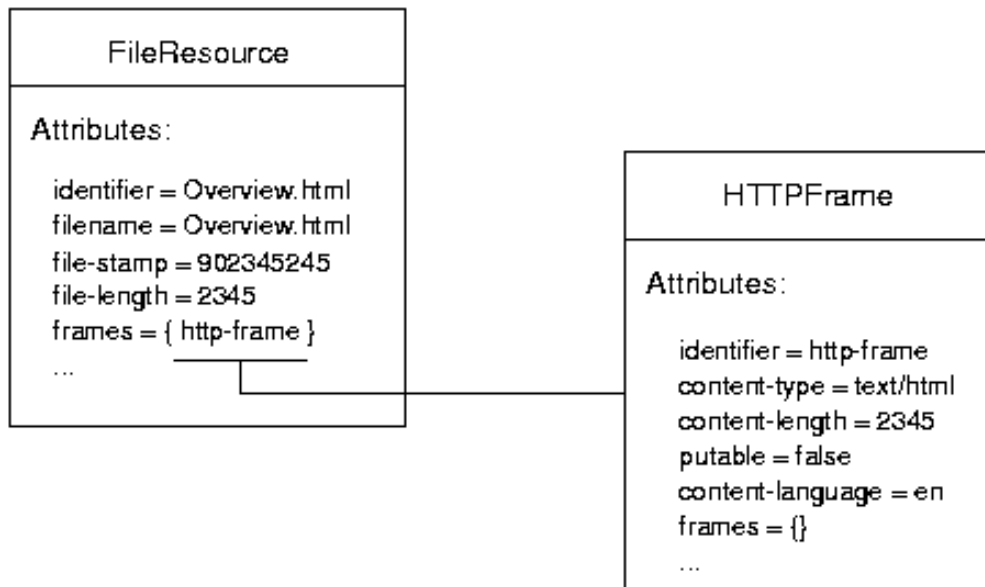 FileResource
Attributes:
identifier = Overview.html
filename = Overview.html
file-stamp = 902345245
file-length = 2345
frames = { http-frame }
...
HTTPFrame
Attributes:
identifier = http-frame
content-type = text/html
content-length = 2345
putable = false
content-language = en
frames = {}
...